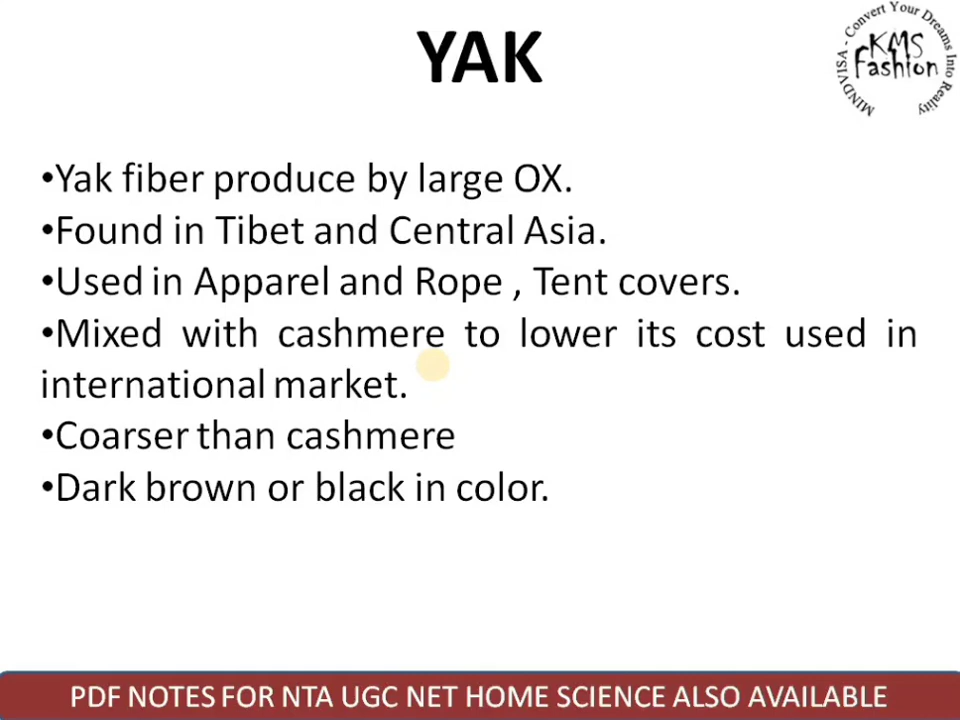 YAK
MINDVISA - Convert Your Dreams Into Reality
KMS
Fashion
•Yak fiber produce by large OX.
•Found in Tibet and Central Asia.
•Used in Apparel and Rope , Tent covers.
•Mixed with cashmere to lower its cost used in
international market.
•Coarser than cashmere
•Dark brown or black in color.
PDF NOTES FOR NTA UGC NET HOME SCIENCE ALSO AVAILABLE